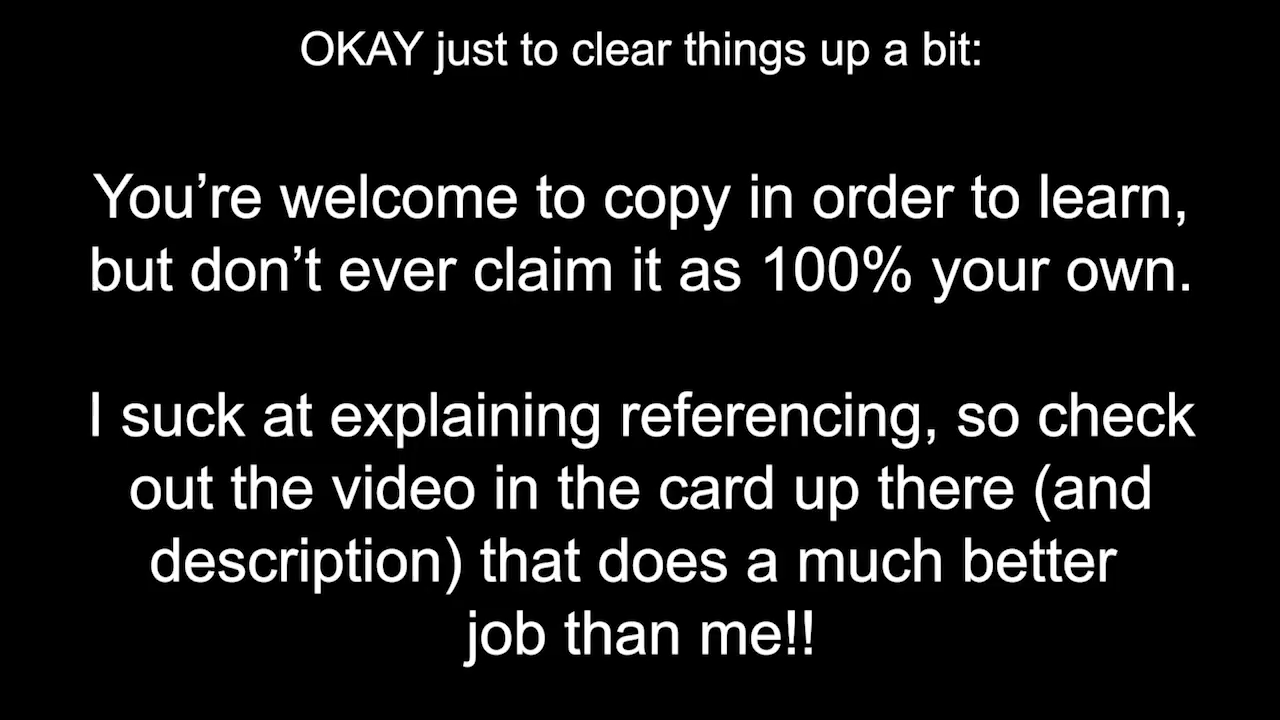 OKAY just to clear things up a bit:
You’re welcome to copy in order to learn,
but don’t ever claim it as 100% your own.
I suck at explaining referencing, so check
out the video in the card up there (and
description) that does a much better
job than me!!